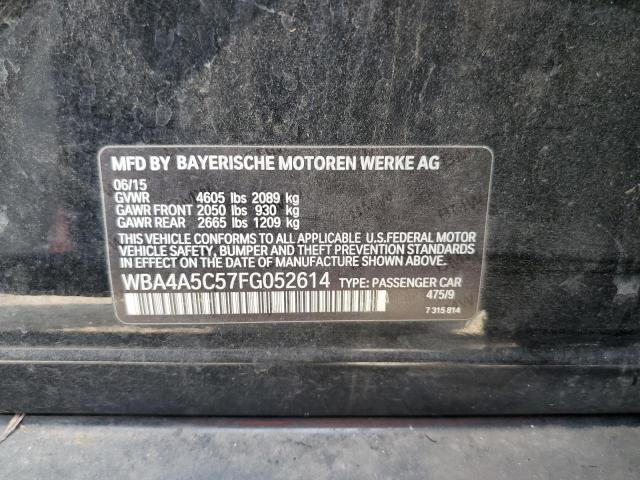 MFD BY BAYERISCHE MOTOREN WERKE AG
06/15
GVWR 4605 lbs 2089 kg
GAWR FRONT 2050 lbs 930 kg
GAWR REAR 2665 lbs 1209 kg
THIS VEHICLE CONFORMS TO ALL APPLICABLE U.S.FEDERAL MOTOR
VEHICLE SAFETY, BUMPER AND THEFT PREVENTION STANDARDS
IN EFFECT ON THE DATE OF MANUFACTURE SHOWN ABOVE.
WBA4A5C57FG052614 TYPE: PASSENGER CAR
475/9
7 315 814